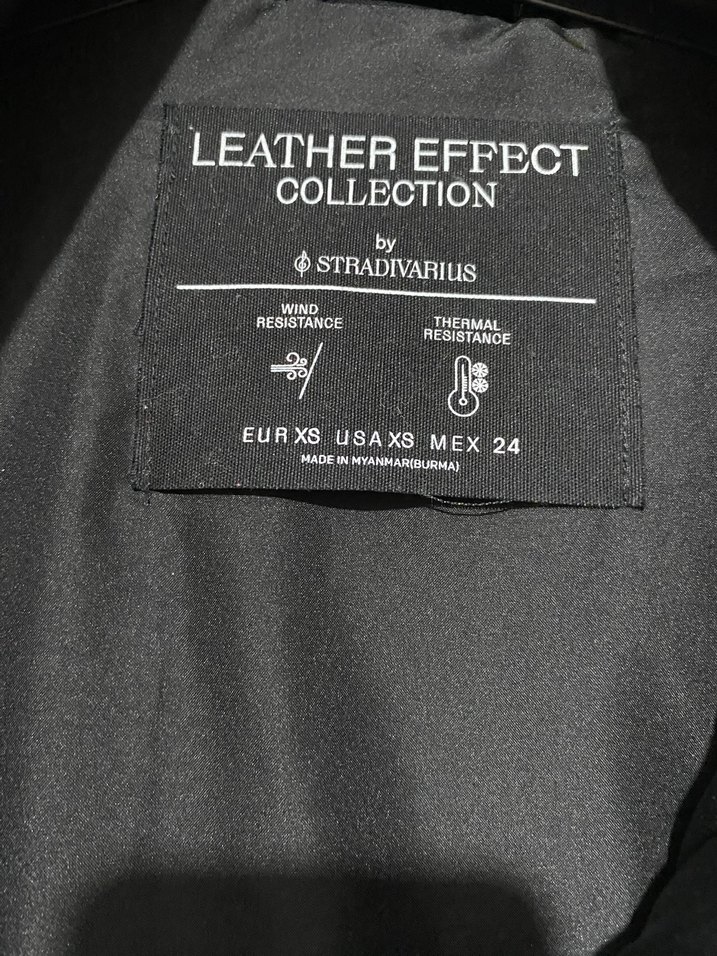 LEATHER EFFECT
COLLECTION
by
STRADIVARIUS
WIND
RESISTANCE
THERMAL
RESISTANCE
EUR XS USA XS MEX 24
MADE IN MYANMAR(BURMA)